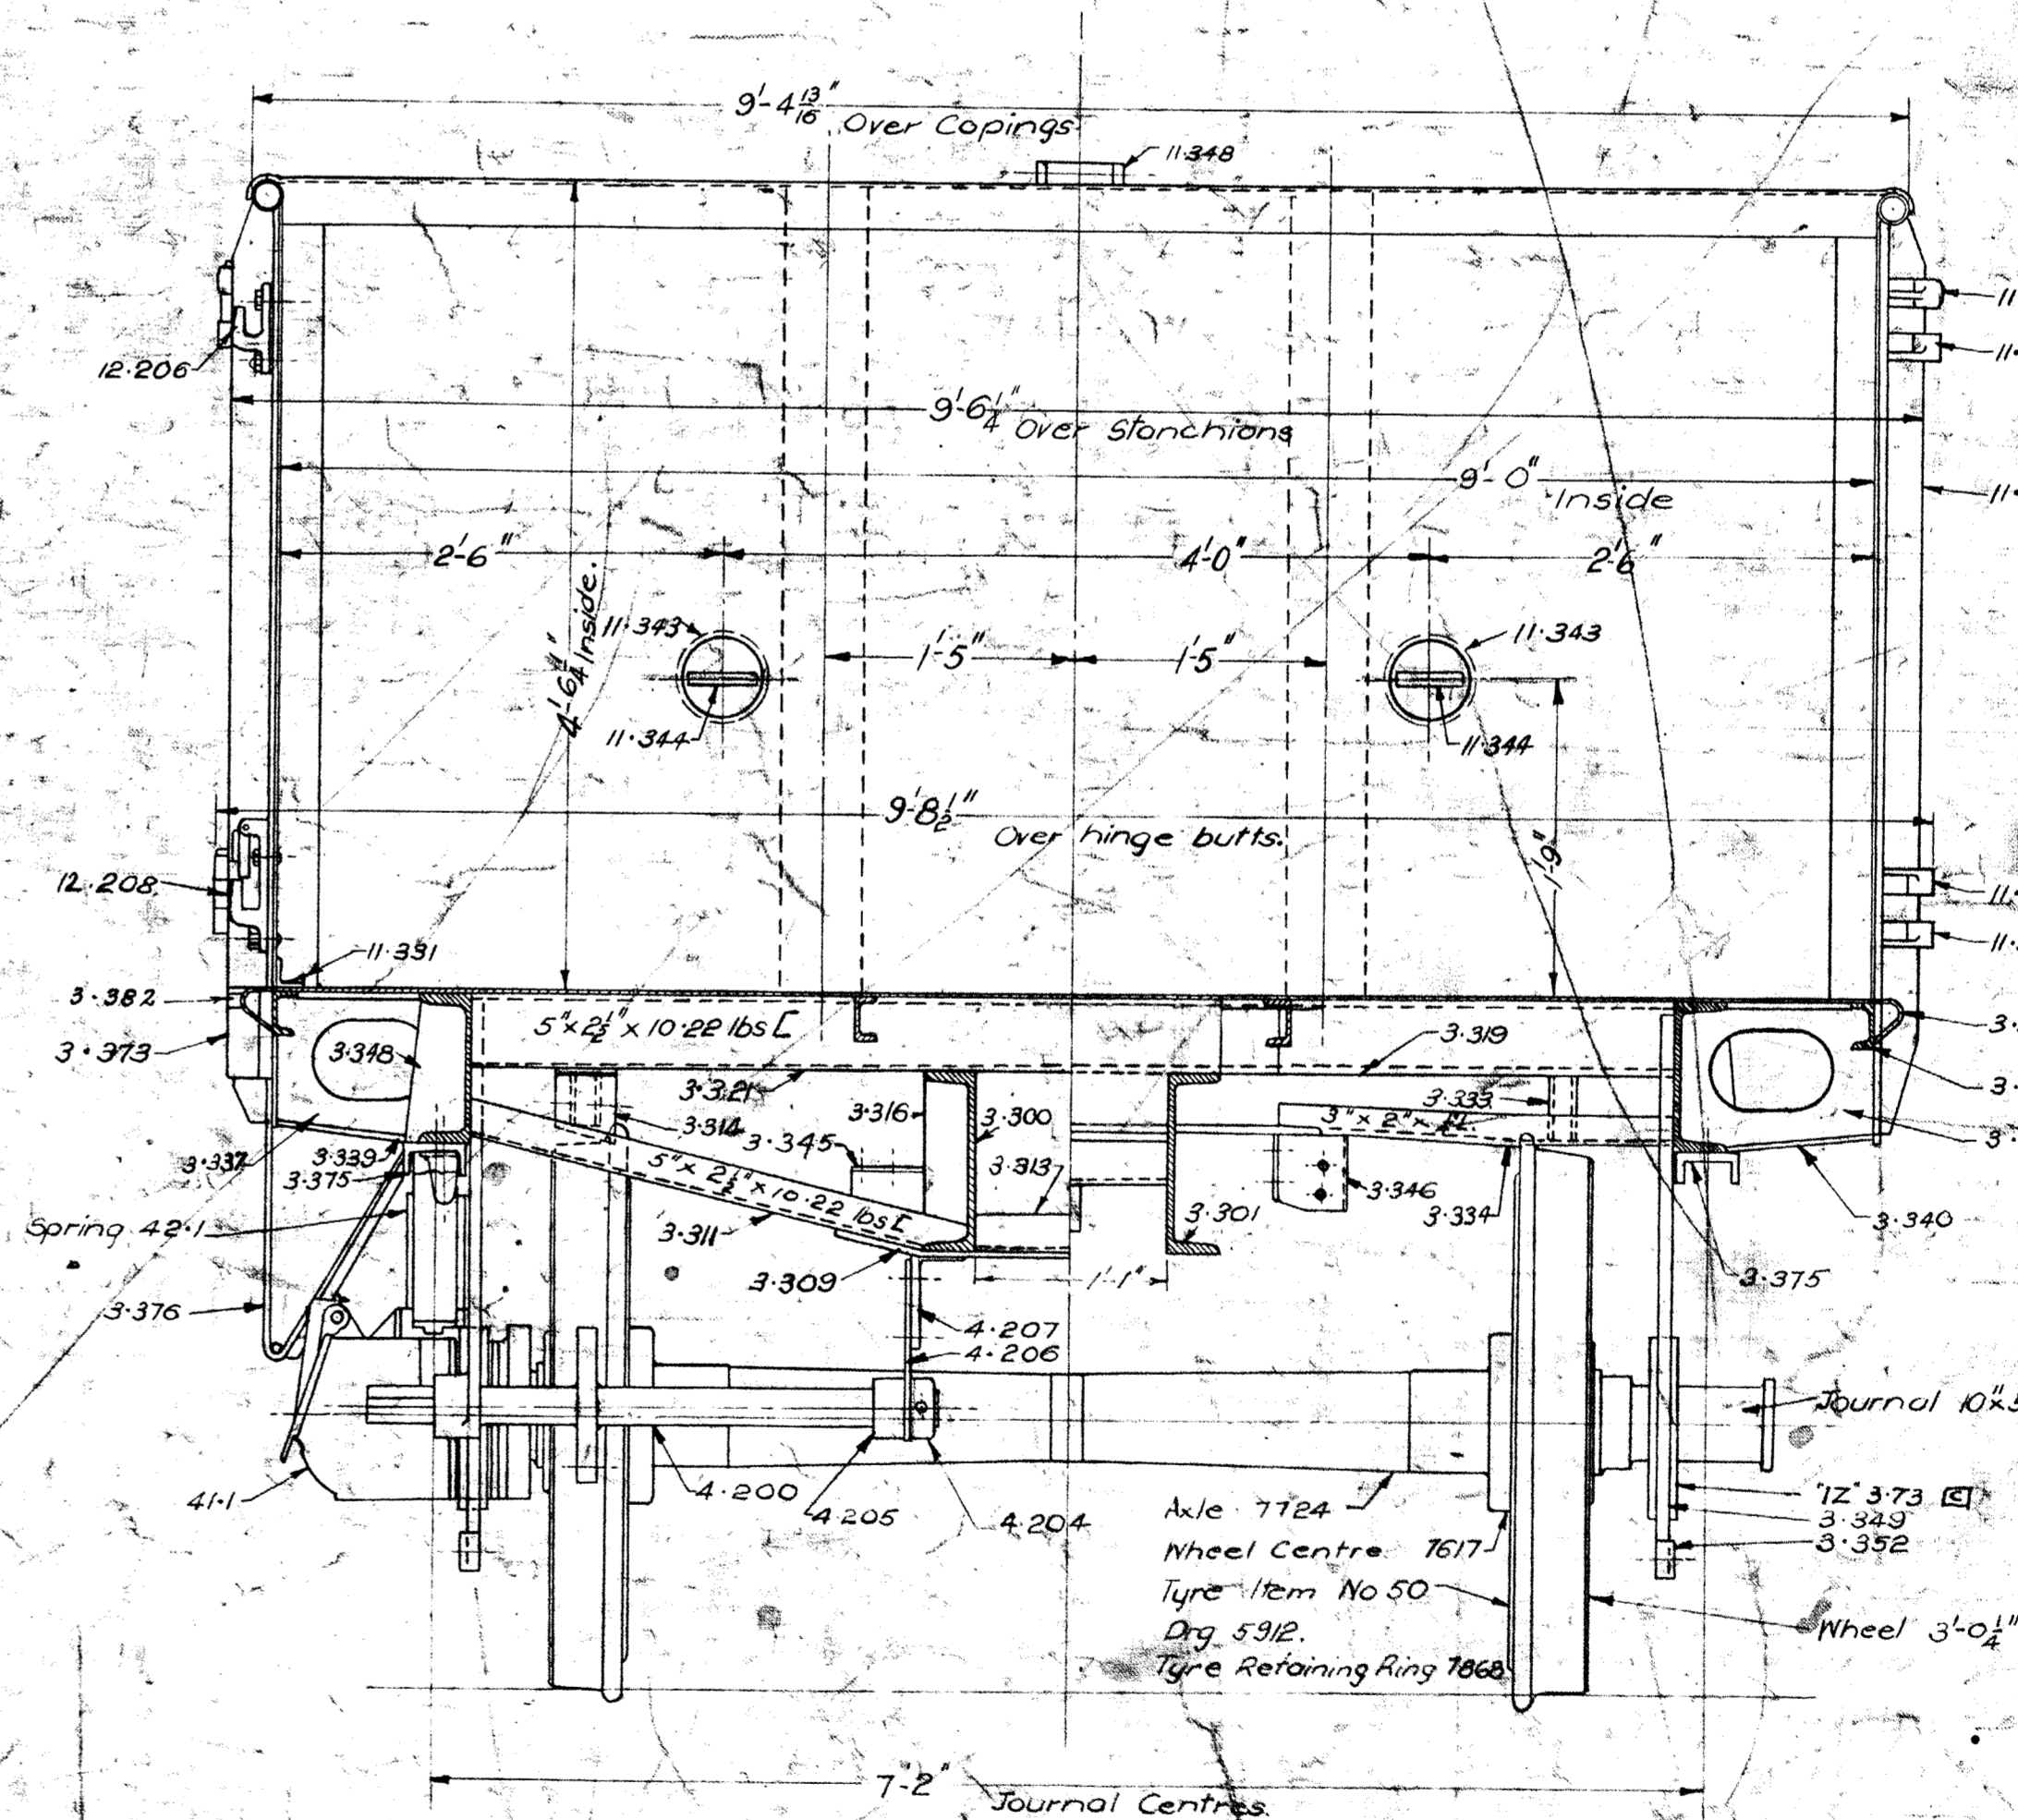 9'-4 13/16" Over Copings
11·348
11
12·206
11·
9'-6 1/4" Over Stanchions
9'-0" Inside
11·
2'-6"
4'-0"
2'-6"
4'-6 1/4" Inside.
11·343
11·343
1'-5"
1'-5"
11·344
11·344
9'-8 1/2" Over hinge butts.
1'-9"
12·208
11·
11·331
11·
3·382
5" x 2 1/2" x 10·22 lbs [
3·
3·373
3·348
3·319
3·321
3·333
3·
3·316
3·300
3·314
3" x 2" x
3·345
3·337
3·339
3·313
3·375
5" x 2 1/2" x 10·22 lbs [
3·346
3·301
3·334
3·340
Spring 42·1
3·311
3·309
1'-1"
3·375
3·376
4·207
4·206
Journal 10" x 5
41·1
4·200
4·205
4·204
Axle 7724
"IZ" 3·73 [C]
3·349
3·352
Wheel Centre 7617
Tyre Item No 50
Drg 5912.
Wheel 3'-0 1/4"
Tyre Retaining Ring 7868
7'-2" Journal Centres.